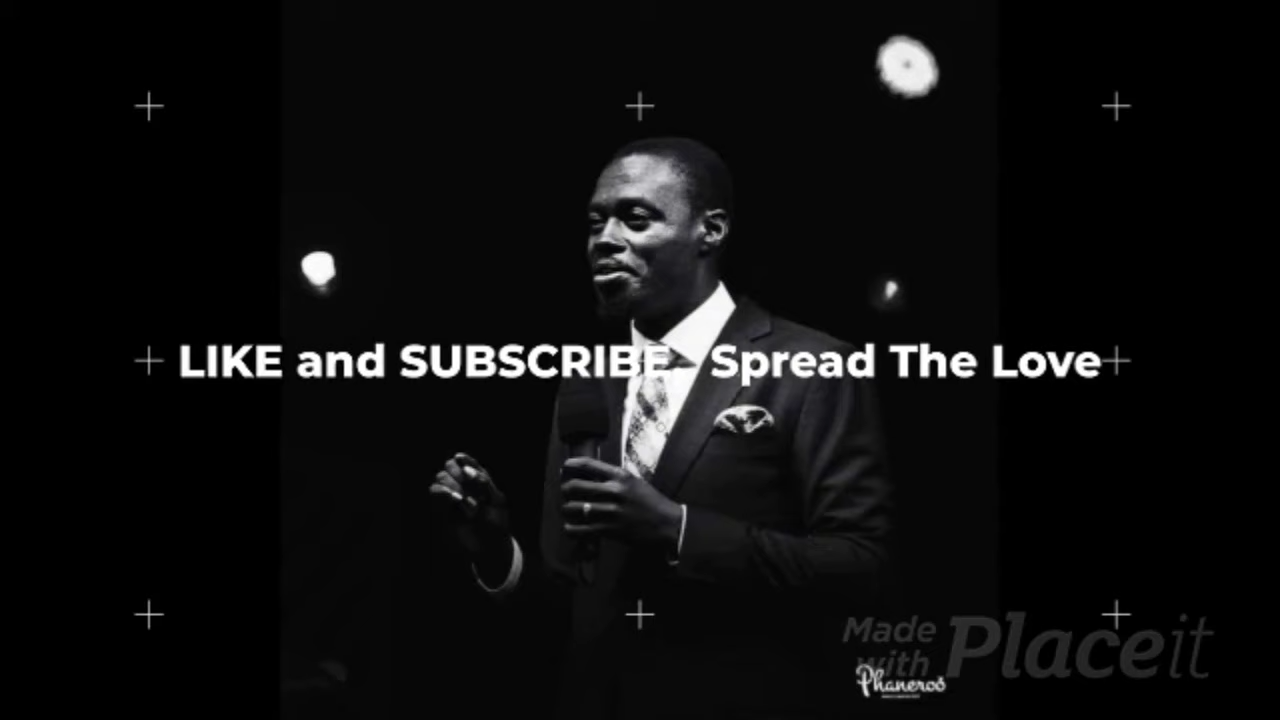 LIKE and SUBSCRIBE. Spread The Love
Made
with
Placeit
Phaneroo